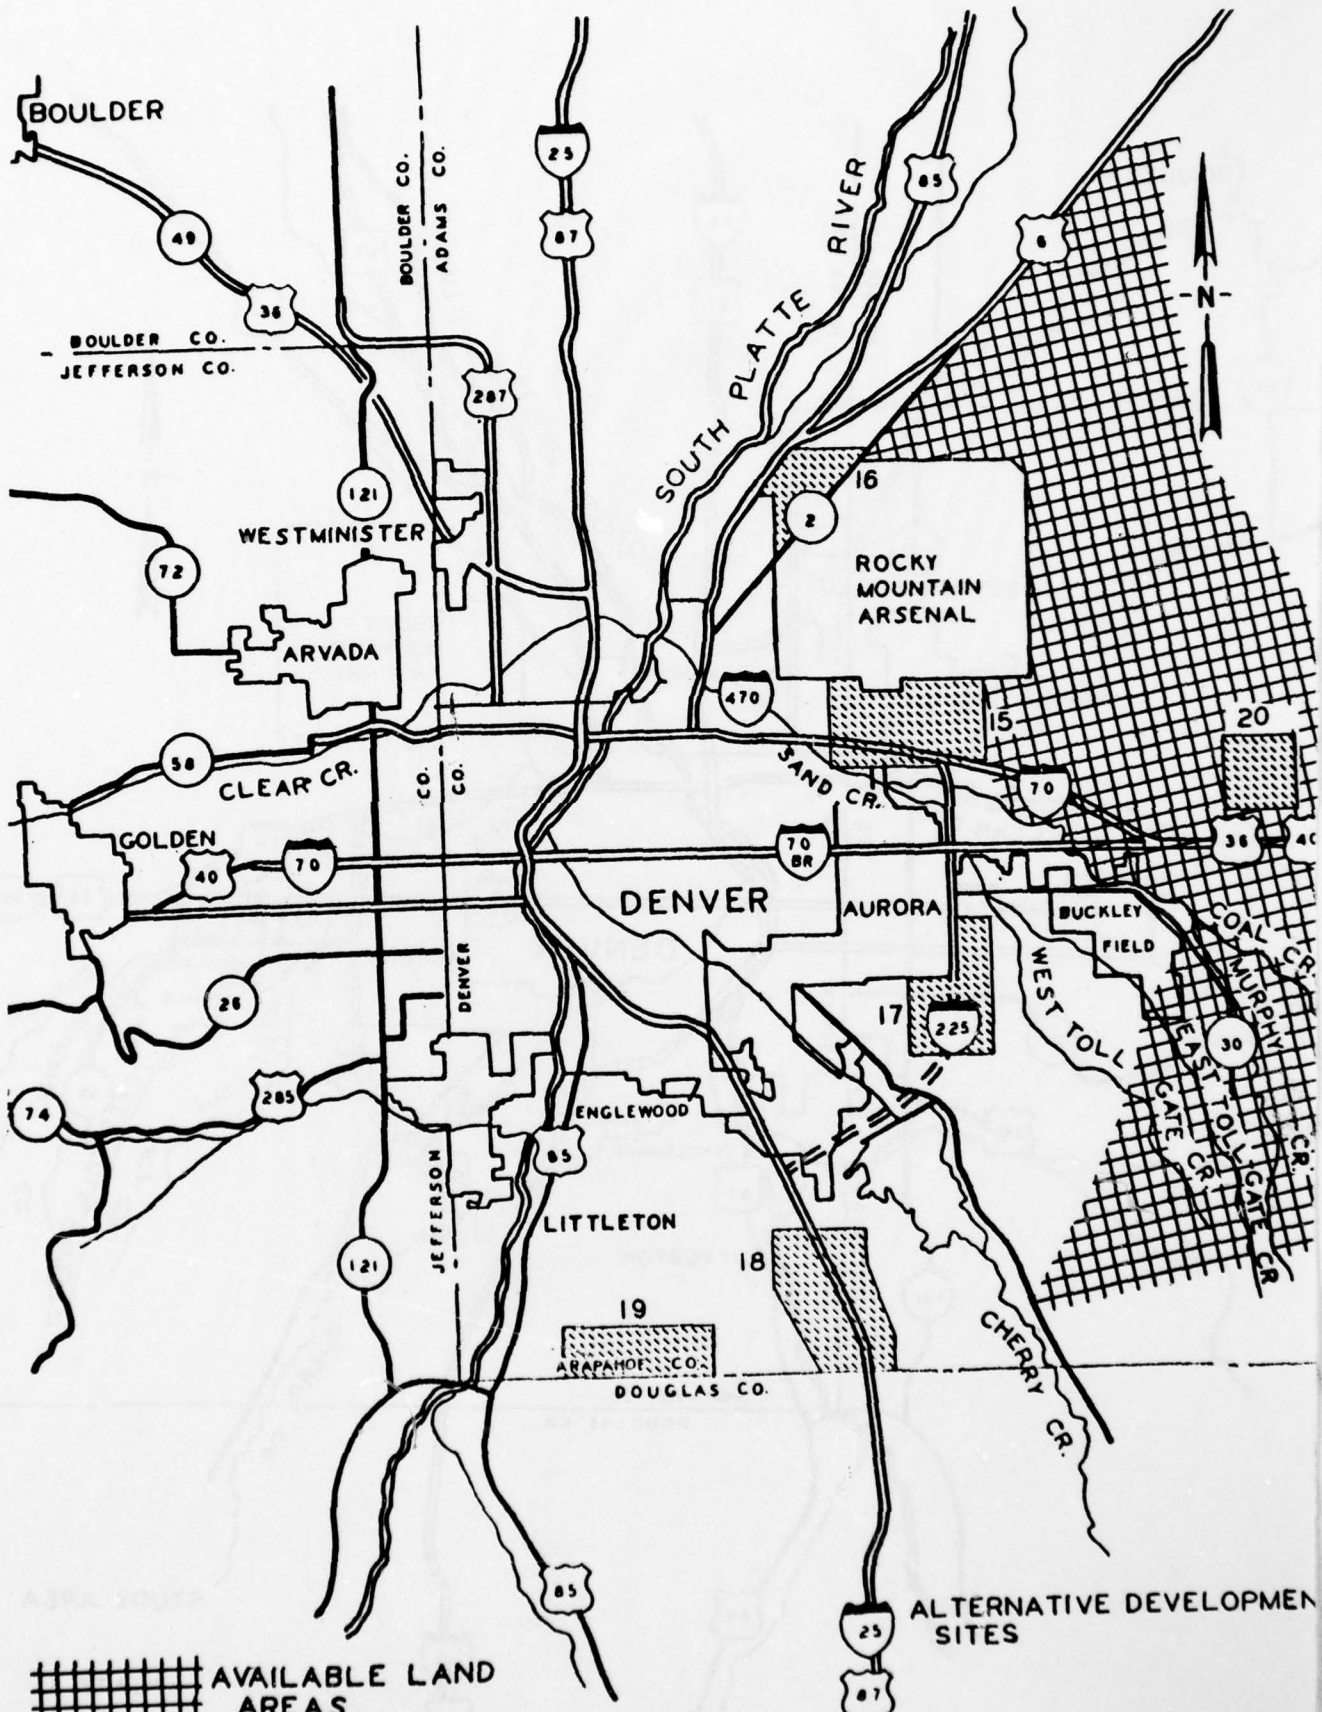 BOULDER
25
BOULDER CO.
ADAMS CO.
85
RIVER
49
87
6
36
-N-
BOULDER CO.
JEFFERSON CO.
SOUTH PLATTE
287
16
121
2
WESTMINISTER
72
ROCKY
MOUNTAIN
ARSENAL
ARVADA
470
15
20
58
CLEAR CR.
CO.
CO.
SAND CR.
70
GOLDEN
40
70
70
BR
36
40
DENVER
AURORA
BUCKLEY
FIELD
COAL CR.
DENVER
26
WEST TOLL
GATE CR.
MURPHY
CR.
17
225
EAST TOLL GATE CR
30
74
285
ENGLEWOOD
85
JEFFERSON
LITTLETON
121
18
19
ARAPAHOE CO.
DOUGLAS CO.
CHERRY
CR.
85
25
87
ALTERNATIVE DEVELOPMEN
SITES
AVAILABLE LAND
AREAS